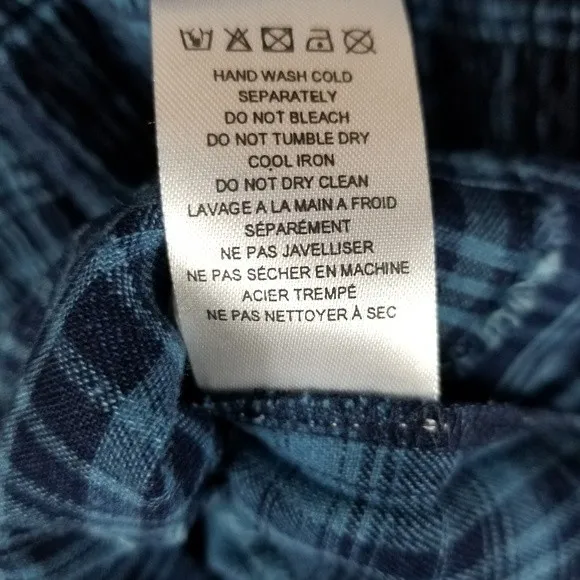 HAND WASH COLD
SEPARATELY
DO NOT BLEACH
DO NOT TUMBLE DRY
COOL IRON
DO NOT DRY CLEAN
LAVAGE A LA MAIN A FROID
SÉPARÉMENT
NE PAS JAVELLISER
NE PAS SÉCHER EN MACHINE
ACIER TREMPÉ
NE PAS NETTOYER À SEC